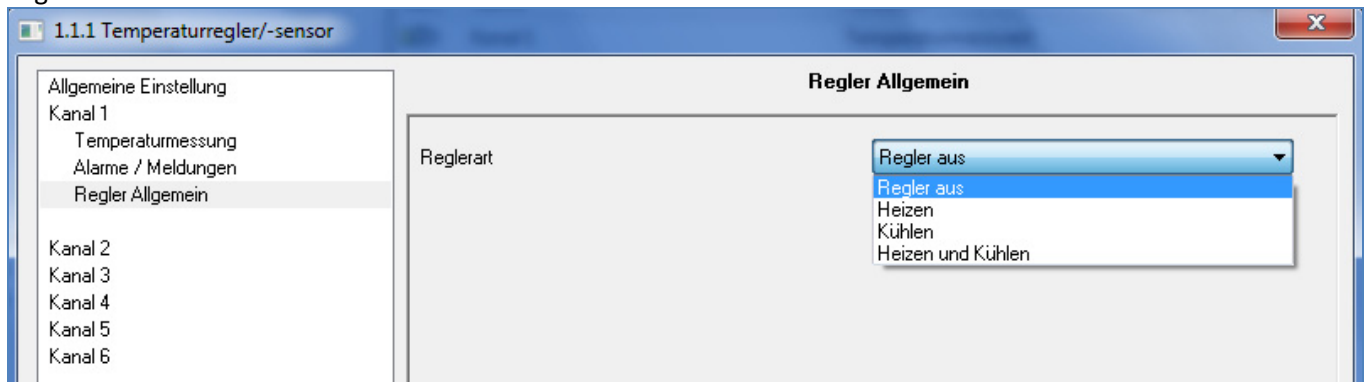 1.1.1 Temperaturregler/-sensor
Allgemeine Einstellung
Kanal 1
Temperaturmessung
Alarme / Meldungen
Regler Allgemein
Kanal 2
Kanal 3
Kanal 4
Kanal 5
Kanal 6
Regler Allgemein
Reglerart
Regler aus
Regler aus
Heizen
Kühlen
Heizen und Kühlen